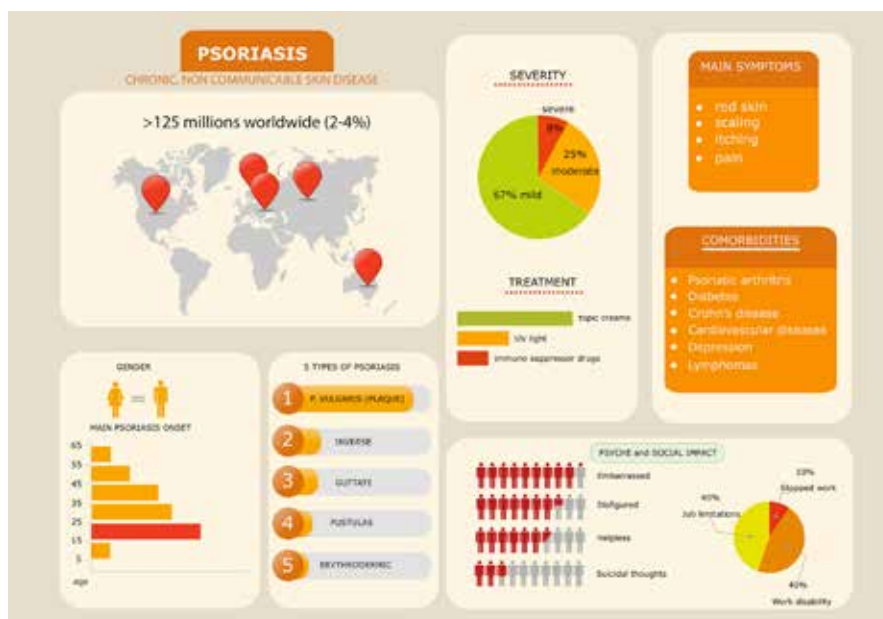 PSORIASIS
CHRONIC, NON COMMUNICABLE SKIN DISEASE
>125 millions worldwide (2-4%)
SEVERITY
severe
8%
25%
moderate
67% mild
TREATMENT
topic creams
UV light
immuno suppressor drugs
MAIN SYMPTOMS
red skin
scaling
itching
pain
COMORBIDITIES
Psoriatic arthritis
Diabetes
Crohn's disease
Cardiovascular disease
Depression
Lymphomas
GENDER
=
MAIN PSORIASIS ONSET
65
55
45
35
25
15
5
age
5 TYPES OF PSORIASIS
1 P. VULGARIS (PLAQUE)
2 INVERSE
3 GUTTATE
4
5
PSYCHE and SOCIAL IMPACT
Embarrassed
Disfigured
Helpless
Suicidal thoughts
10%
Stopped work
40%
Job limitations
Work disability